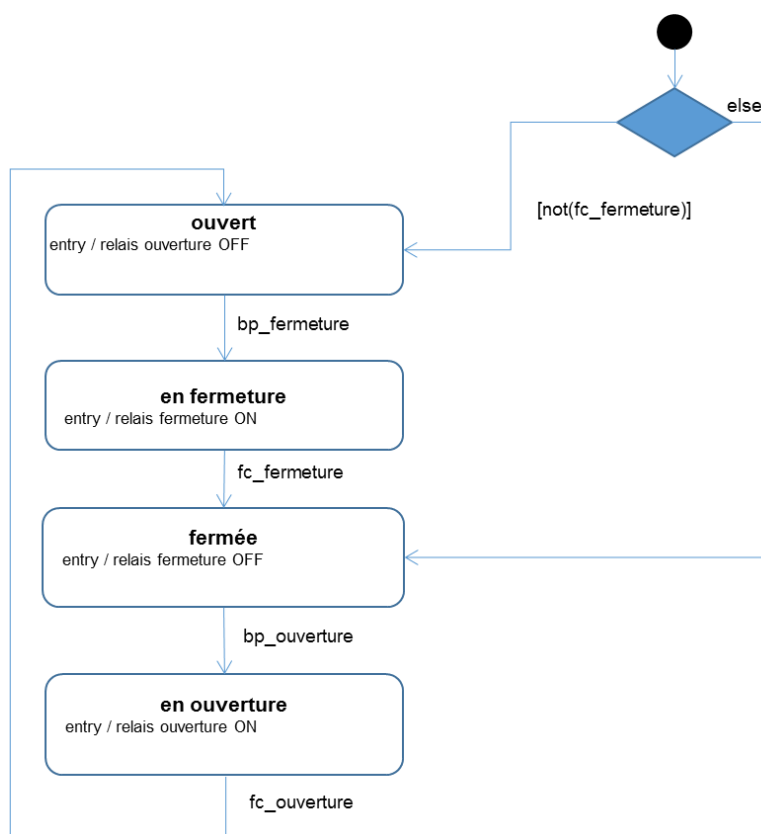 else
[not(fc_fermeture)]
ouvert
entry / relais ouverture OFF
bp_fermeture
en fermeture
entry / relais fermeture ON
fc_fermeture
fermée
entry / relais fermeture OFF
bp_ouverture
en ouverture
entry / relais ouverture ON
fc_ouverture